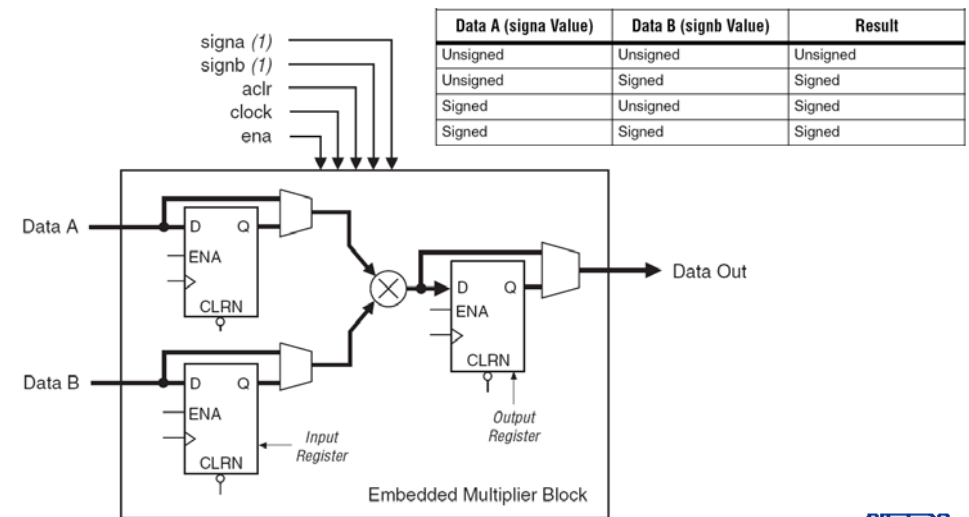 signa (1)
signb (1)
aclr
clock
ena
Data A (signa Value) Data B (signb Value) Result
Unsigned Unsigned Unsigned
Unsigned Signed Signed
Signed Unsigned Signed
Signed Signed Signed
Data A
D Q
ENA
CLRN
Data B
D Q
ENA
CLRN
Input
Register
D Q
ENA
CLRN
Output
Register
Data Out
Embedded Multiplier Block